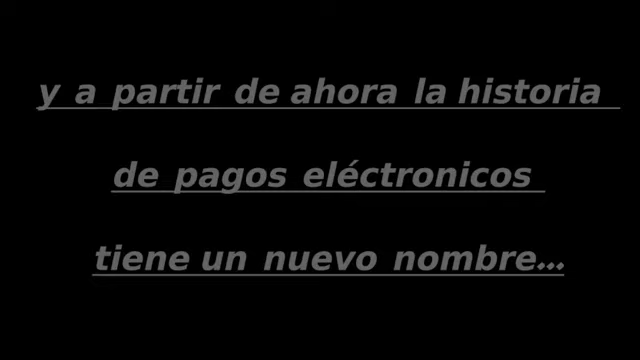 y a partir de ahora la historia
de pagos eléctronicos
tiene un nuevo nombre...